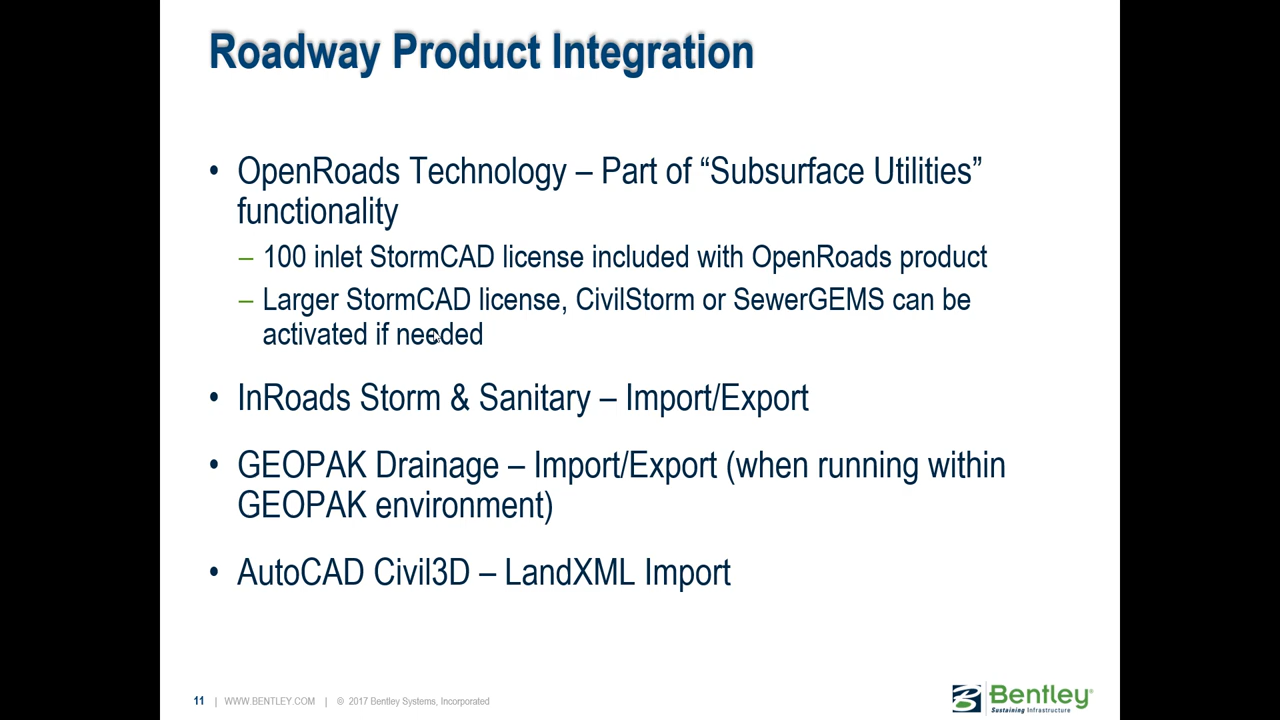 Roadway Product Integration
• OpenRoads Technology – Part of “Subsurface Utilities”
functionality
– 100 inlet StormCAD license included with OpenRoads product
– Larger StormCAD license, CivilStorm or SewerGEMS can be
activated if needed
• InRoads Storm & Sanitary – Import/Export
• GEOPAK Drainage – Import/Export (when running within
GEOPAK environment)
• AutoCAD Civil3D – LandXML Import
11 | WWW.BENTLEY.COM | © 2017 Bentley Systems, Incorporated
Bentley®
Sustaining Infrastructure